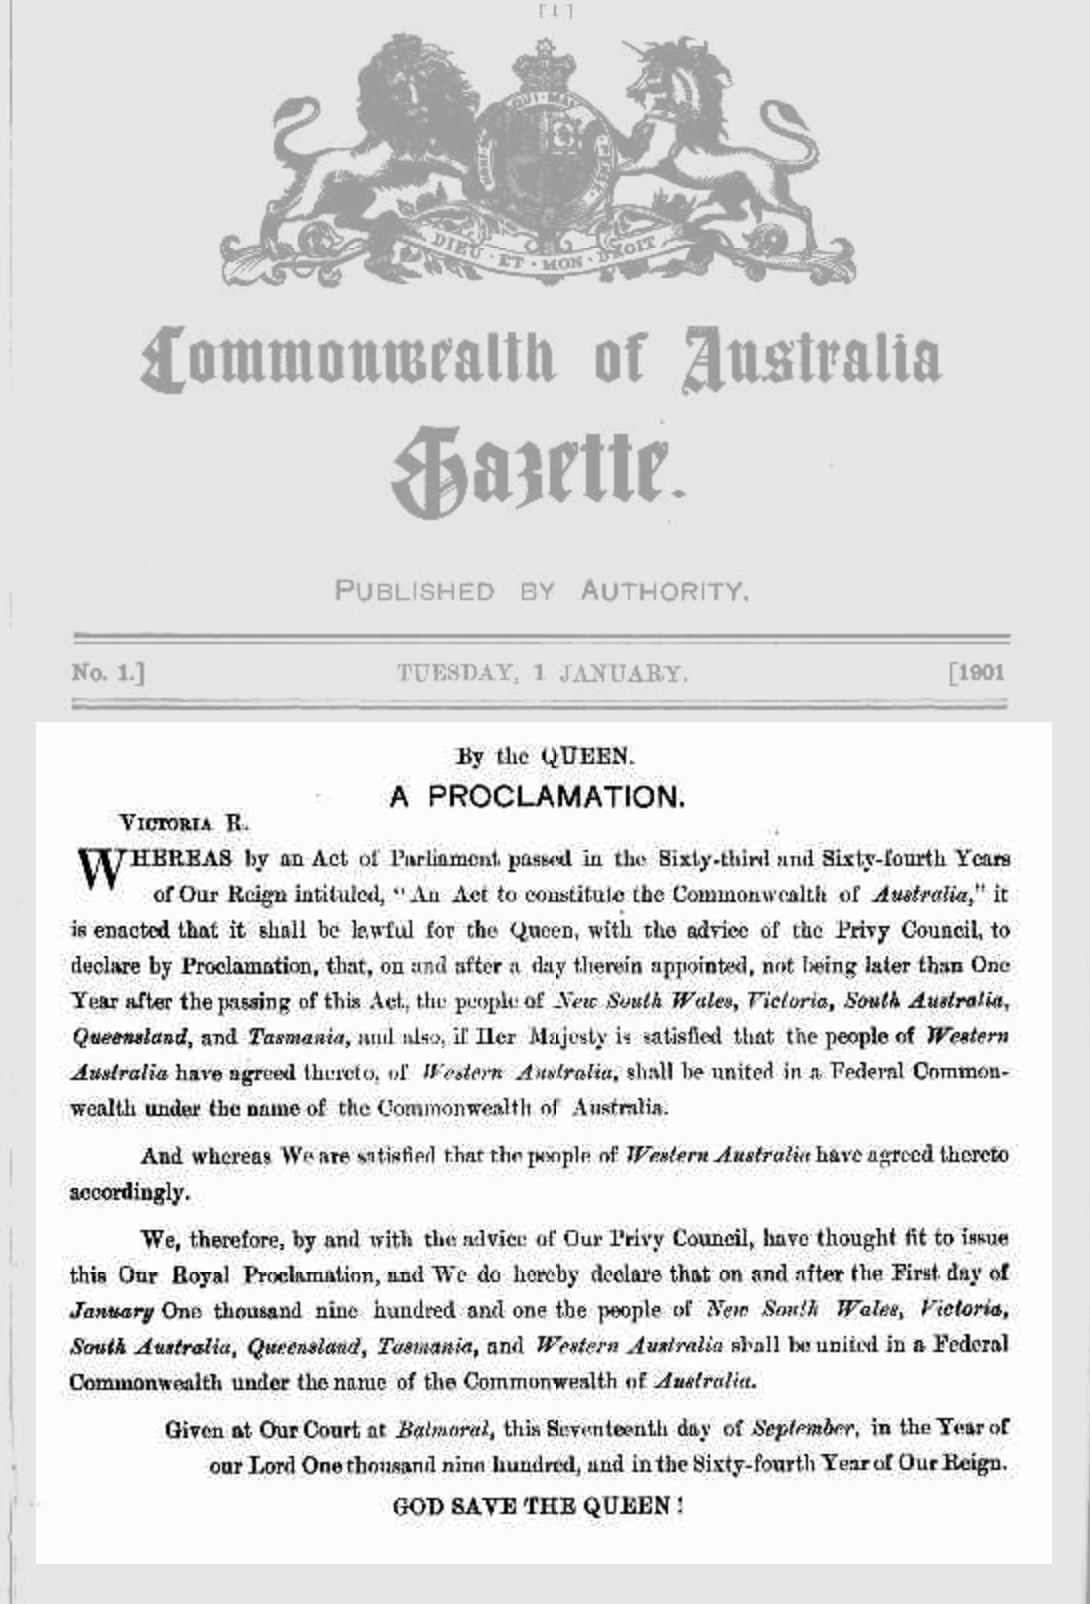 [ 1 ]
QUI · MAL
DIEU · ET · MON · DROIT
Commonwealth of Australia
Gazette.
PUBLISHED BY AUTHORITY.
No. 1.] TUESDAY, 1 JANUARY. [1901
By the QUEEN.
A PROCLAMATION.
VICTORIA R.
WHEREAS by an Act of Parliament passed in the Sixty-third and Sixty-fourth Years
of Our Reign intituled, "An Act to constitute the Commonwealth of Australia," it
is enacted that it shall be lawful for the Queen, with the advice of the Privy Council, to
declare by Proclamation, that, on and after a day therein appointed, not being later than One
Year after the passing of this Act, the people of New South Wales, Victoria, South Australia,
Queensland, and Tasmania, and also, if Her Majesty is satisfied that the people of Western
Australia have agreed thereto, of Western Australia, shall be united in a Federal Common-
wealth under the name of the Commonwealth of Australia.
And whereas We are satisfied that the people of Western Australia have agreed thereto
accordingly.
We, therefore, by and with the advice of Our Privy Council, have thought fit to issue
this Our Royal Proclamation, and We do hereby declare that on and after the First day of
January One thousand nine hundred and one the people of New South Wales, Victoria,
South Australia, Queensland, Tasmania, and Western Australia shall be united in a Federal
Commonwealth under the name of the Commonwealth of Australia.
Given at Our Court at Balmoral, this Seventeenth day of September, in the Year of
our Lord One thousand nine hundred, and in the Sixty-fourth Year of Our Reign.
GOD SAVE THE QUEEN !